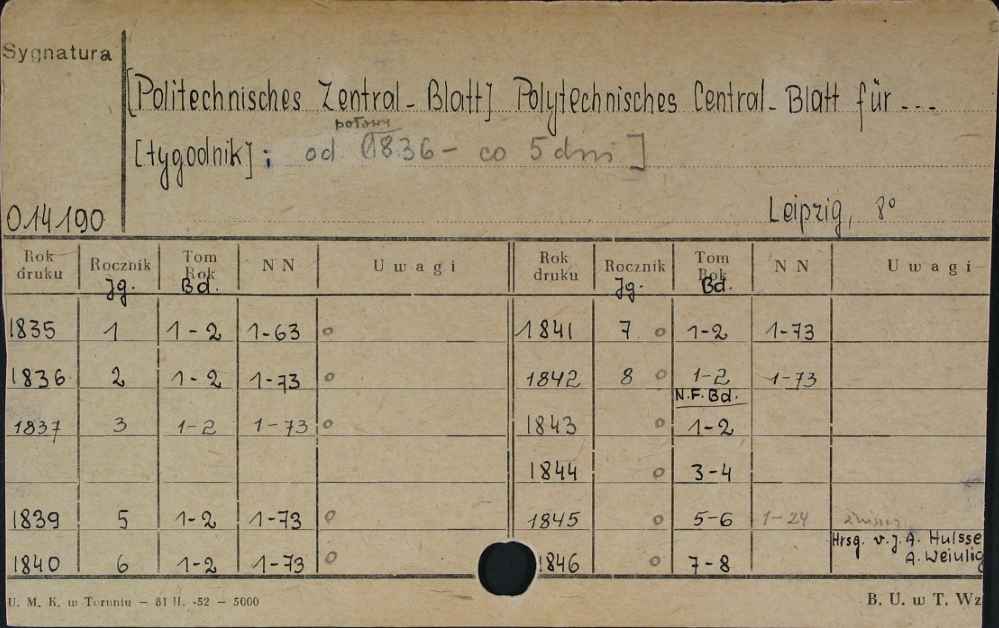 Sygnatura
[Politechnisches Zentral-Blatt] Polytechnisches Central-Blatt für ---
połowy
[tygodnik]; od (1836 - co 5 dni ]
014190
Leipzig, 8°
Rok druku Rocznik Tom Rok N N Uwagi Rok druku Rocznik Tom Rok N N Uwagi
Jg. Bd. Jg. Bd.
1835 1 1-2 1-63 o 1841 7 o 1-2 1-73
1836 2 1-2 1-73 o 1842 8 o 1-2 1-73
N.F. Bd.
1837 3 1-2 1-73 o 1843 o 1-2
1844 o 3-4
1839 5 1-2 1-73 o 1845 o 5-6 1-24
Hrsg. v. J. A. Hülsse
A. Weinlig
1840 6 1-2 1-73 o 1846 o 7-8
U. M. K. w Toruniu — 31 II. -52 — 5000
B. U. w T. Wz